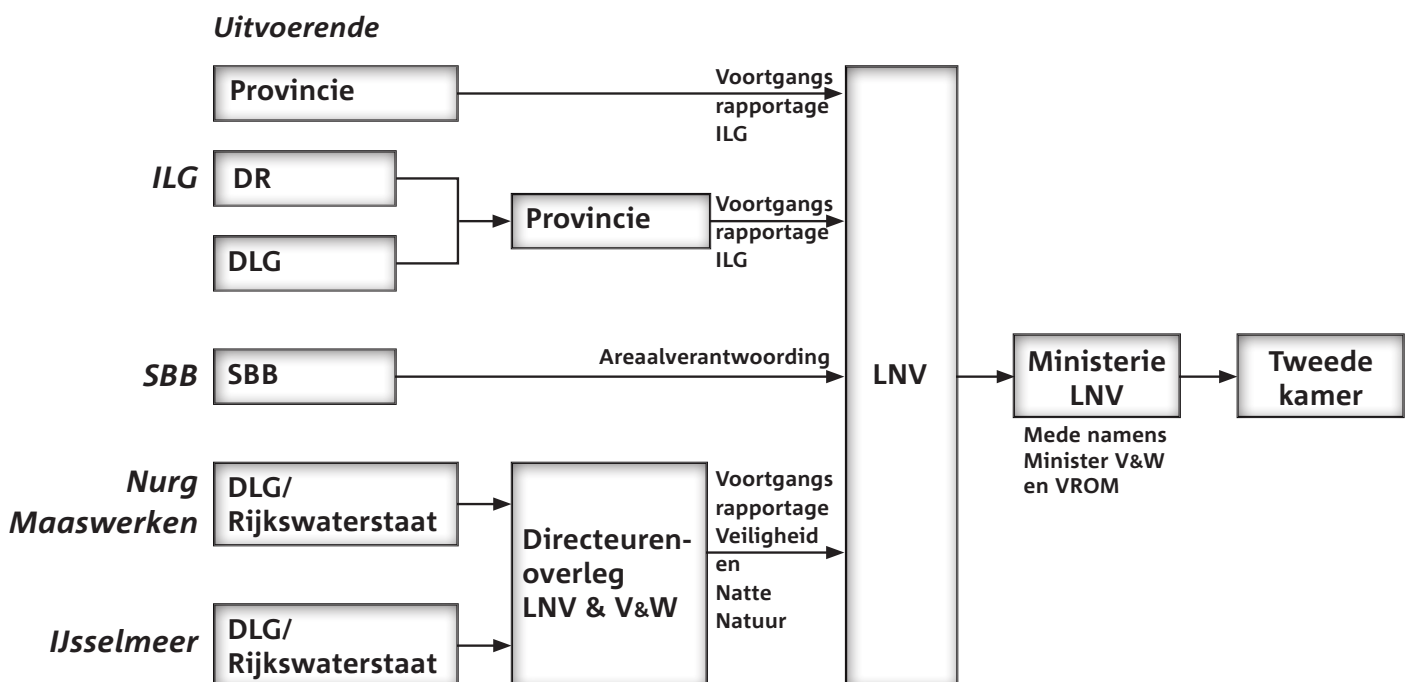 Uitvoerende
Provincie
Voortgangs
rapportage
ILG
ILG
DR
DLG
Provincie
Voortgangs
rapportage
ILG
SBB
SBB
Areaalverantwoording
LNV
Ministerie
LNV
Mede namens
Minister V&W
en VROM
Tweede
kamer
Nurg
Maaswerken
DLG/
Rijkswaterstaat
Directeuren-
overleg
LNV & V&W
Voortgangs
rapportage
Veiligheid
en
Natte
Natuur
IJsselmeer
DLG/
Rijkswaterstaat